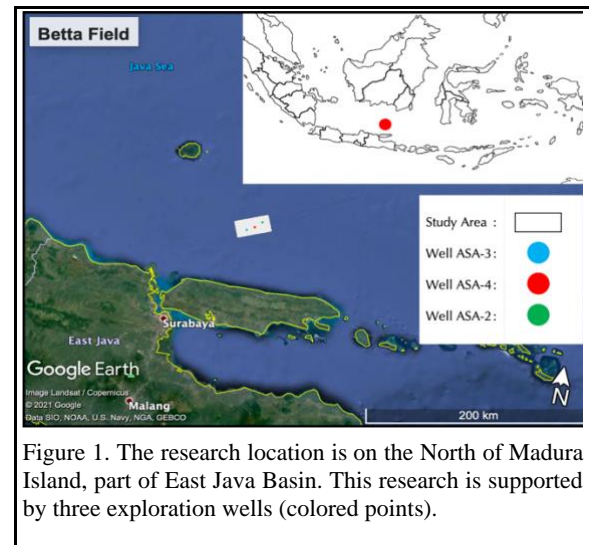 Betta Field
Java Sea
Study Area :
Well ASA-3:
Well ASA-4:
Well ASA-2:
Surabaya
East Java
Google Earth
Image Landsat / Copernicus
© 2021 Google
Data SIO, NOAA, U.S. Navy, NGA, GEBCO
Malang
200 km
N
Figure 1. The research location is on the North of Madura
Island, part of East Java Basin. This research is supported
by three exploration wells (colored points).